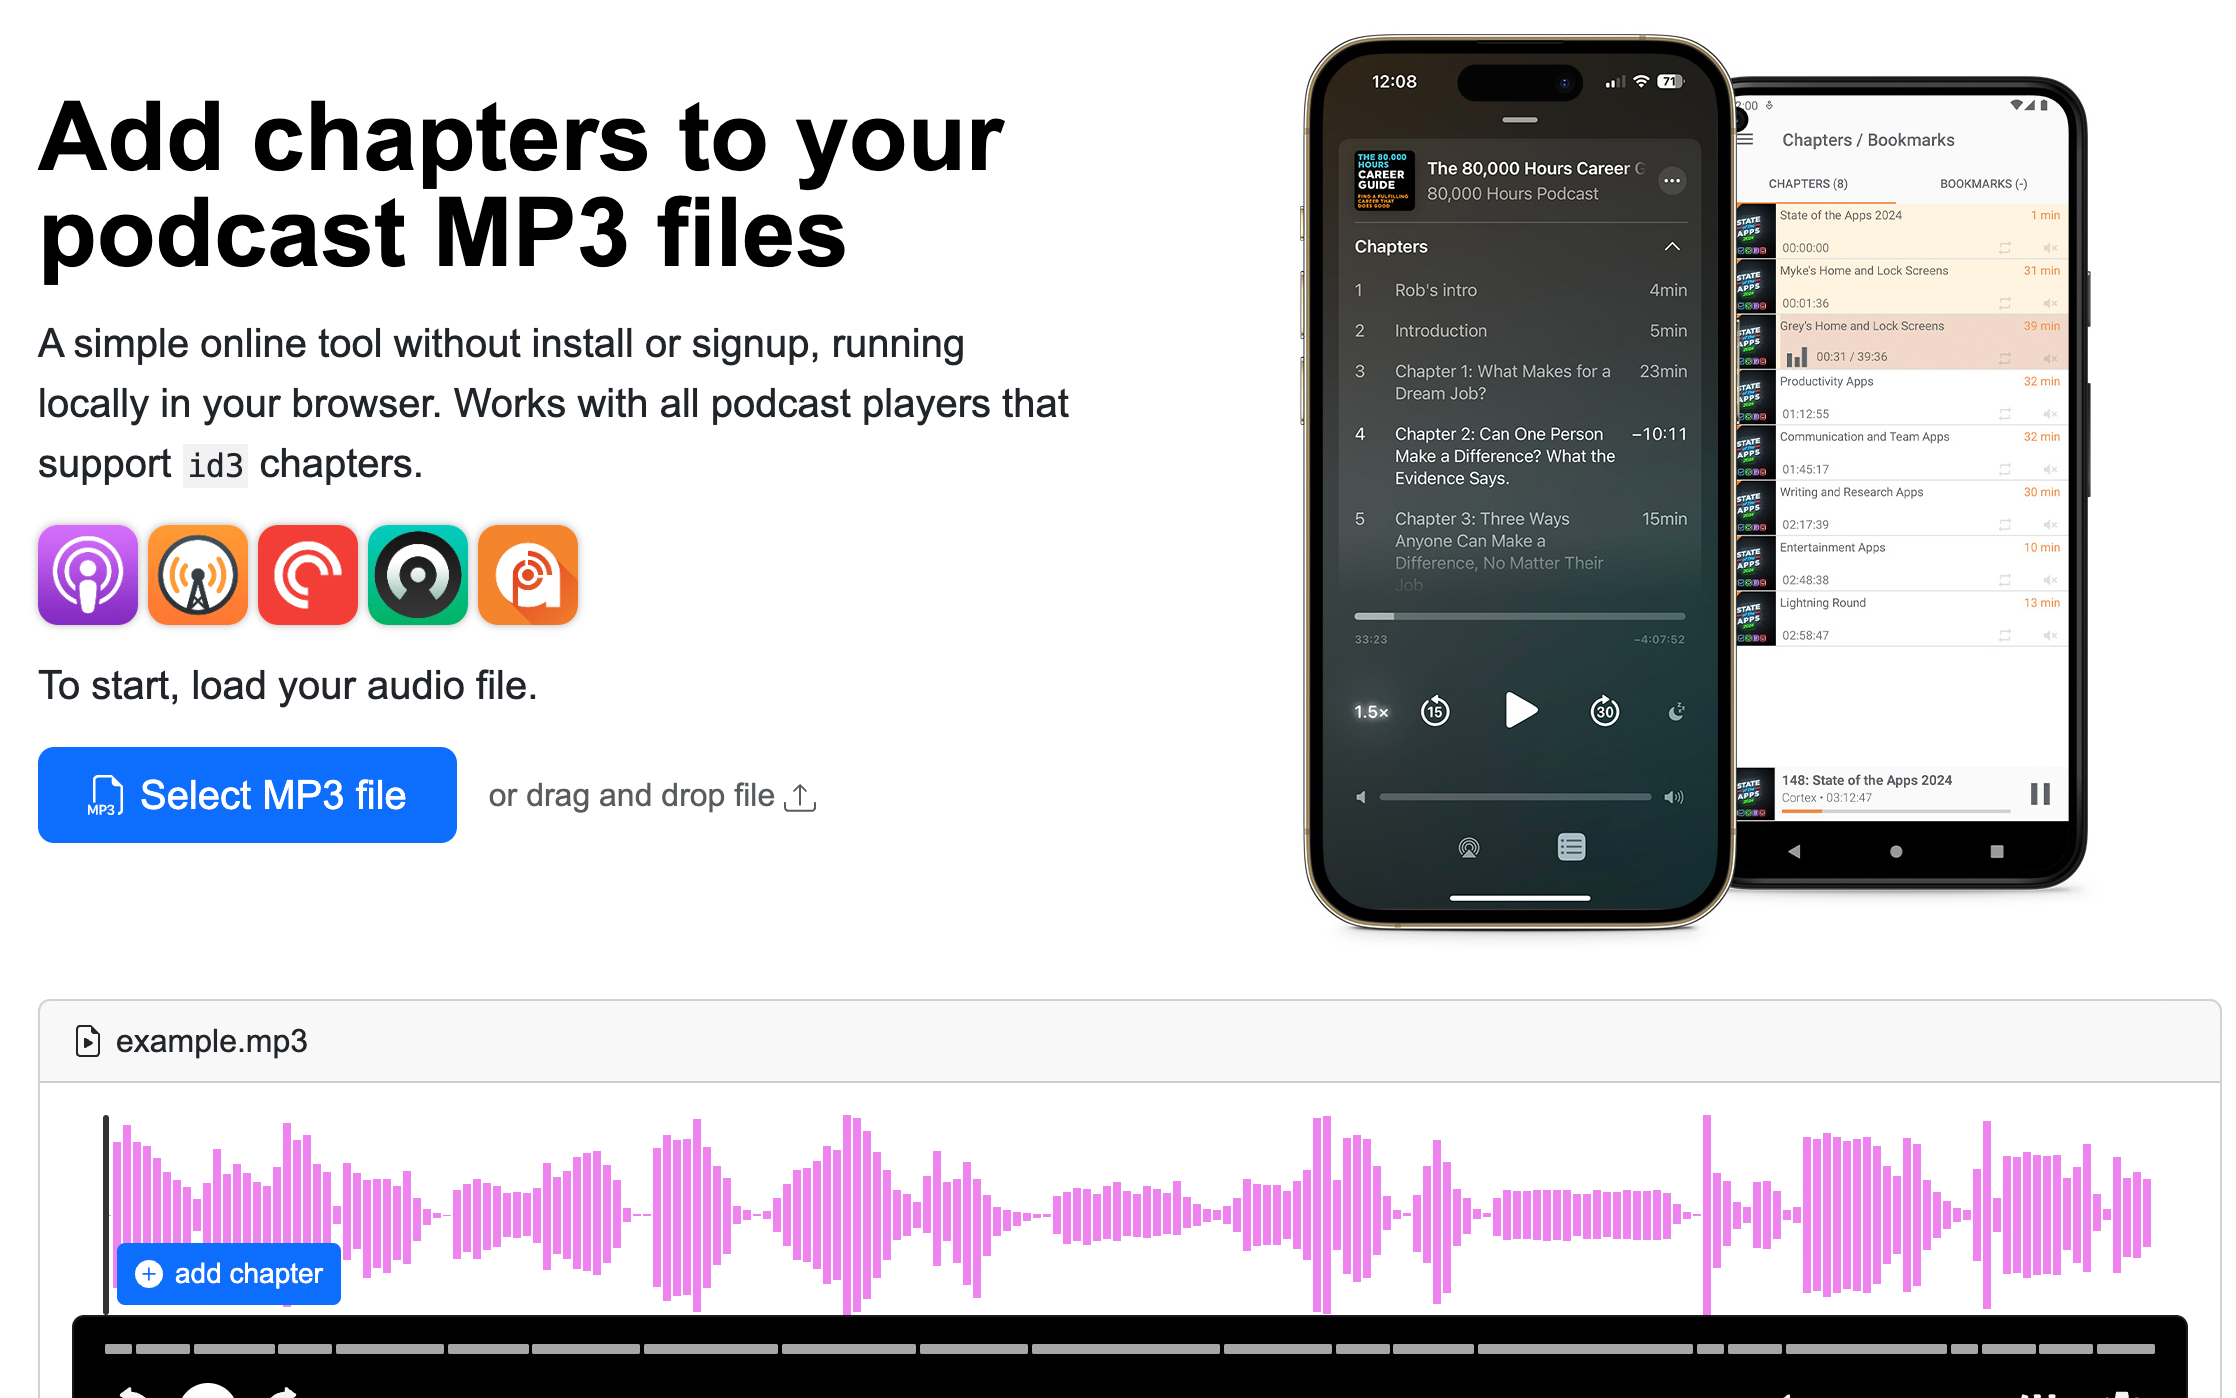 Add chapters to your
podcast MP3 files
A simple online tool without install or signup, running
locally in your browser. Works with all podcast players that
support id3 chapters.
To start, load your audio file.
MP3 Select MP3 file
or drag and drop file
12:08
71
THE 80,000
HOURS
CAREER
GUIDE
FIND A FULFILLING
CAREER THAT
DOES GOOD
The 80,000 Hours Career G
80,000 Hours Podcast
Chapters
1 Rob's intro 4min
2 Introduction 5min
3 Chapter 1: What Makes for a 23min
Dream Job?
4 Chapter 2: Can One Person −10:11
Make a Difference? What the
Evidence Says.
5 Chapter 3: Three Ways 15min
Anyone Can Make a
Difference, No Matter Their
Job
33:23 −4:07:52
1.5×
15
30
2:00
Chapters / Bookmarks
CHAPTERS (8) BOOKMARKS (-)
State of the Apps 2024 1 min
00:00:00
Myke's Home and Lock Screens 31 min
00:01:36
Grey's Home and Lock Screens 39 min
00:31 / 39:36
Productivity Apps 32 min
01:12:55
Communication and Team Apps 32 min
01:45:17
Writing and Research Apps 30 min
02:17:39
Entertainment Apps 10 min
02:48:38
Lightning Round 13 min
02:58:47
148: State of the Apps 2024
Cortex • 03:12:47
example.mp3
add chapter